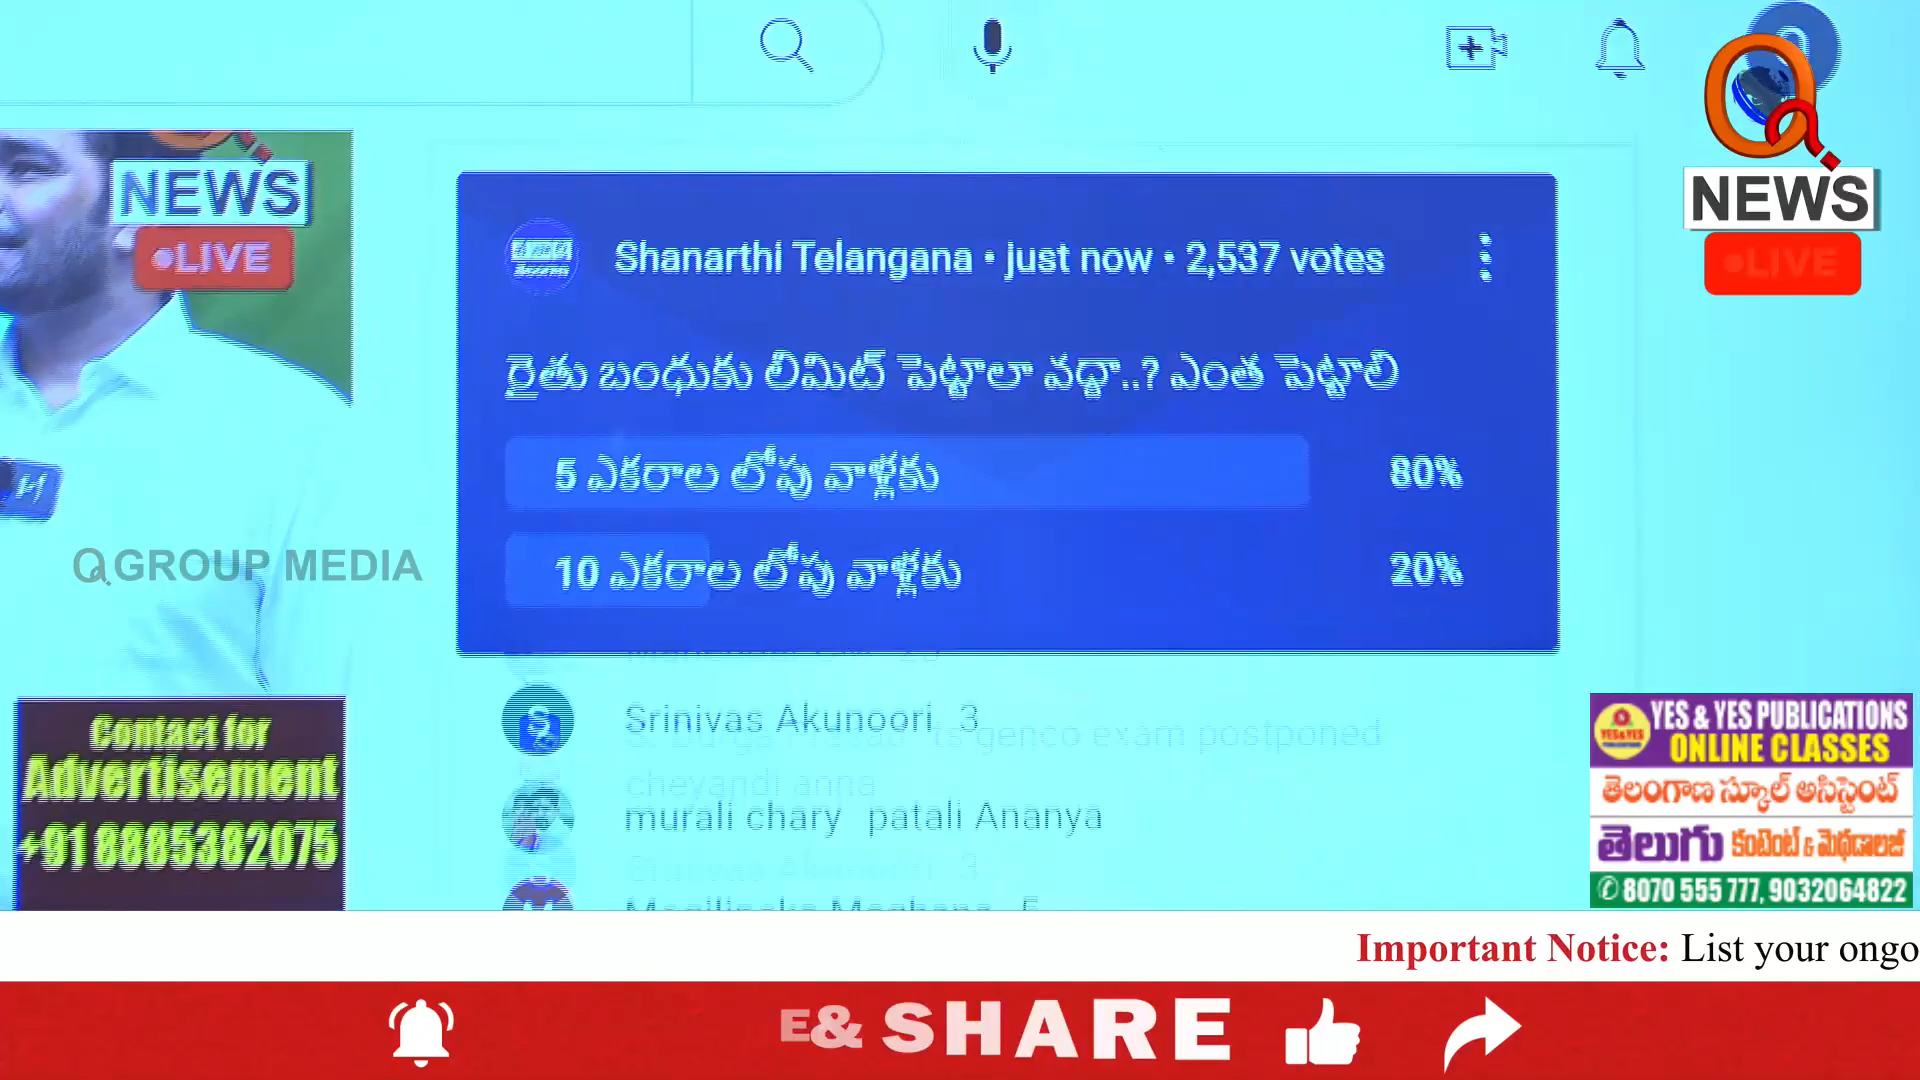 NEWS
LIVE
NEWS
LIVE
Shanarthi Telangana • just now • 2,537 votes
రైతు బంధుకు లిమిట్ పెట్టాలా వద్దా..? ఎంత పెట్టాలి
5 ఎకరాల లోపు వాళ్లకు 80%
10 ఎకరాల లోపు వాళ్లకు 20%
GROUP MEDIA
Srinivas Akunoori 3
genco exam postponed
cheyandi anna
murali chary patali Ananya
Contact for
Advertisement
+91 8885382075
YES & YES PUBLICATIONS
ONLINE CLASSES
తెలంగాణ స్కూల్ అసిస్టెంట్
తెలుగు కంటెంట్ & మెథడాలజీ
8070 555 777, 9032064822
Important Notice: List your ongo
E& SHARE